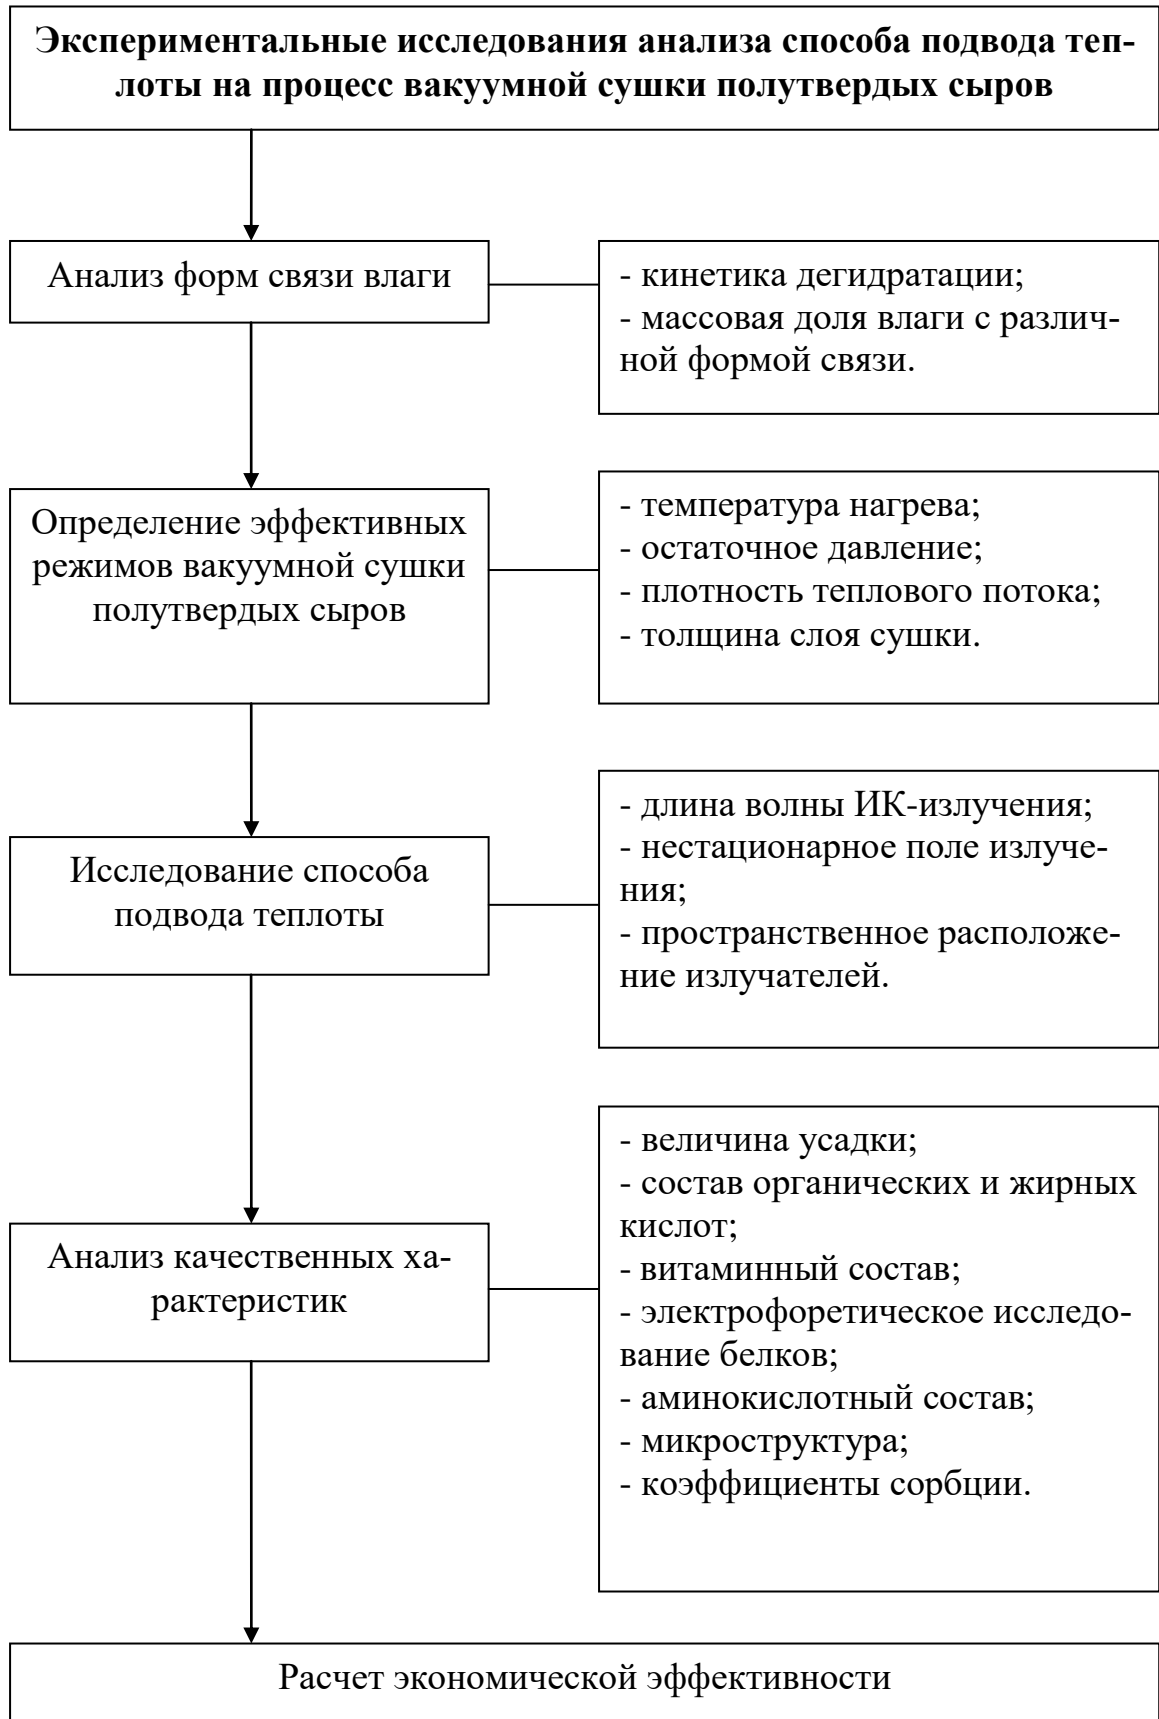 Экспериментальные исследования анализа способа подвода теп-
лоты на процесс вакуумной сушки полутвердых сыров
Анализ форм связи влаги
- кинетика дегидратации;
- массовая доля влаги с различ-
ной формой связи.
Определение эффективных
режимов вакуумной сушки
полутвердых сыров
- температура нагрева;
- остаточное давление;
- плотность теплового потока;
- толщина слоя сушки.
Исследование способа
подвода теплоты
- длина волны ИК-излучения;
- нестационарное поле излуче-
ния;
- пространственное расположе-
ние излучателей.
Анализ качественных ха-
рактеристик
- величина усадки;
- состав органических и жирных
кислот;
- витаминный состав;
- электрофоретическое исследо-
вание белков;
- аминокислотный состав;
- микроструктура;
- коэффициенты сорбции.
Расчет экономической эффективности